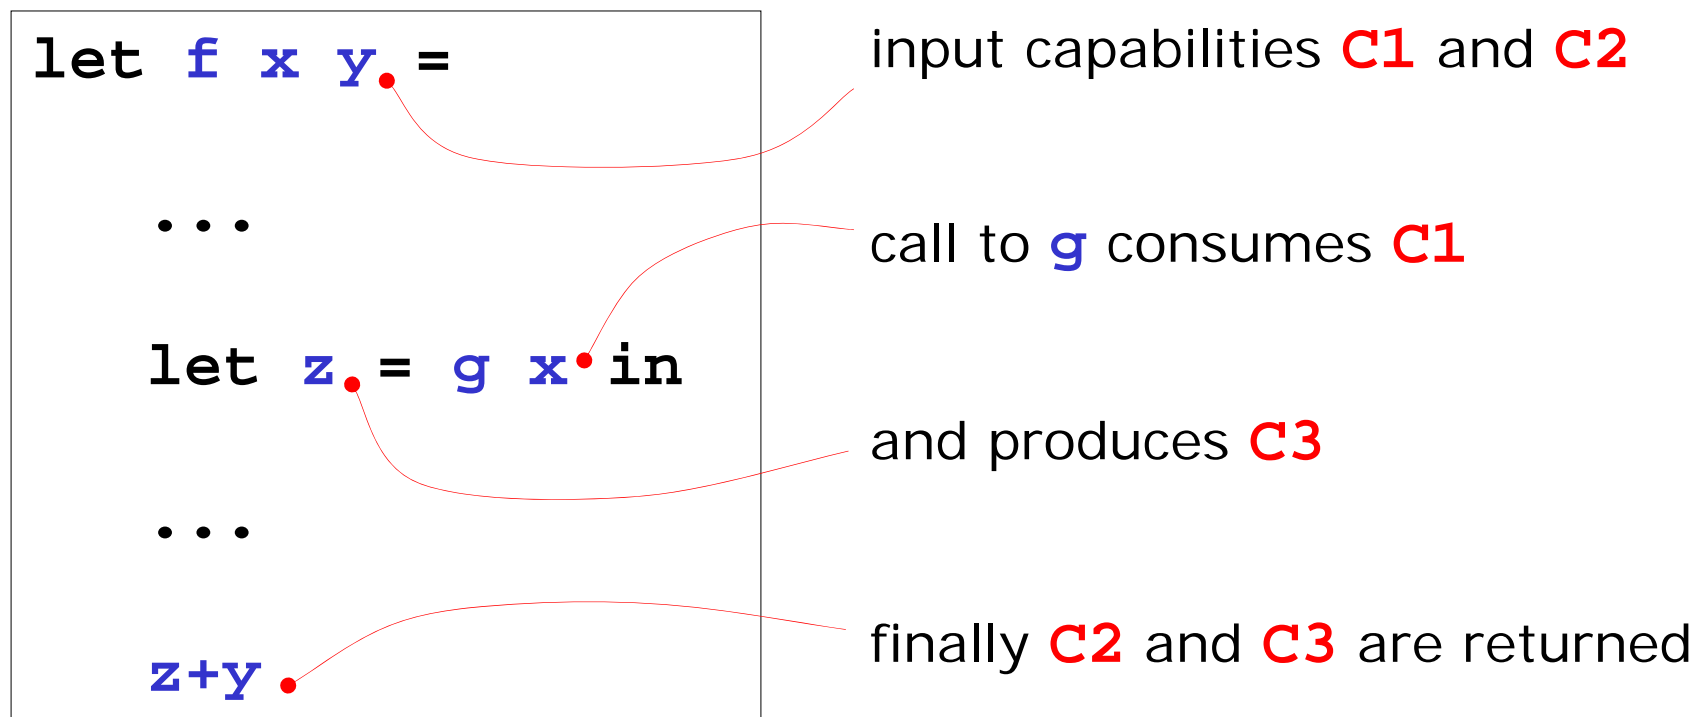 let f x y =
input capabilities C1 and C2
...
call to g consumes C1
let z = g x in
and produces C3
...
finally C2 and C3 are returned
z+y